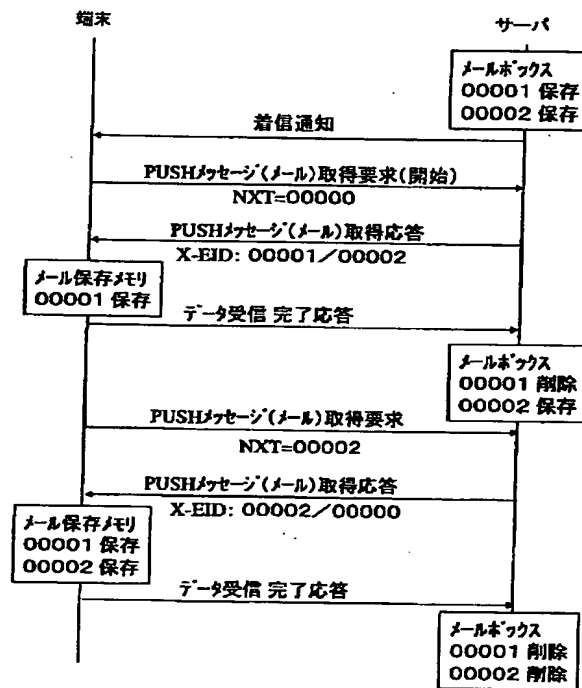 端末
サーバ
メールボックス
00001 保存
00002 保存
着信通知
PUSHメッセージ(メール)取得要求(開始)
NXT=00000
PUSHメッセージ(メール)取得応答
X-EID: 00001/00002
メール保存メモリ
00001 保存
データ受信 完了応答
メールボックス
00001 削除
00002 保存
PUSHメッセージ(メール)取得要求
NXT=00002
PUSHメッセージ(メール)取得応答
X-EID: 00002/00000
メール保存メモリ
00001 保存
00002 保存
データ受信 完了応答
メールボックス
00001 削除
00002 削除